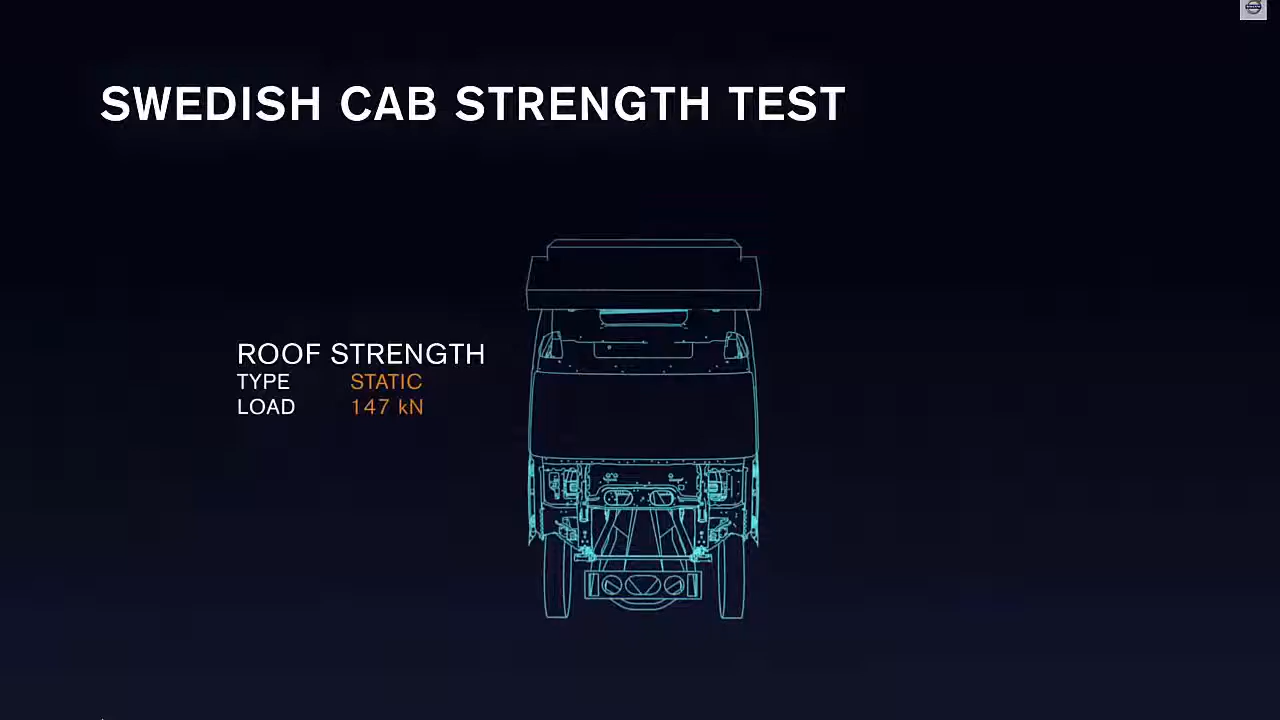 SWEDISH CAB STRENGTH TEST
ROOF STRENGTH
TYPE STATIC
LOAD 147 kN